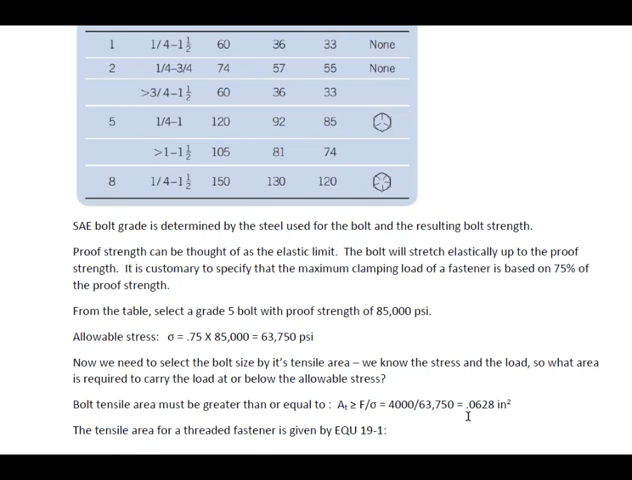 1 1/4–1 1/2 60 36 33 None
2 1/4–3/4 74 57 55 None
>3/4–1 1/2 60 36 33
5 1/4–1 120 92 85
>1–1 1/2 105 81 74
8 1/4–1 1/2 150 130 120
SAE bolt grade is determined by the steel used for the bolt and the resulting bolt strength.
Proof strength can be thought of as the elastic limit. The bolt will stretch elastically up to the proof
strength. It is customary to specify that the maximum clamping load of a fastener is based on 75% of
the proof strength.
From the table, select a grade 5 bolt with proof strength of 85,000 psi.
Allowable stress: σ = .75 X 85,000 = 63,750 psi
Now we need to select the bolt size by it's tensile area – we know the stress and the load, so what area
is required to carry the load at or below the allowable stress?
Bolt tensile area must be greater than or equal to : Aₜ ≥ F/σ = 4000/63,750 = .0628 in²
The tensile area for a threaded fastener is given by EQU 19-1: